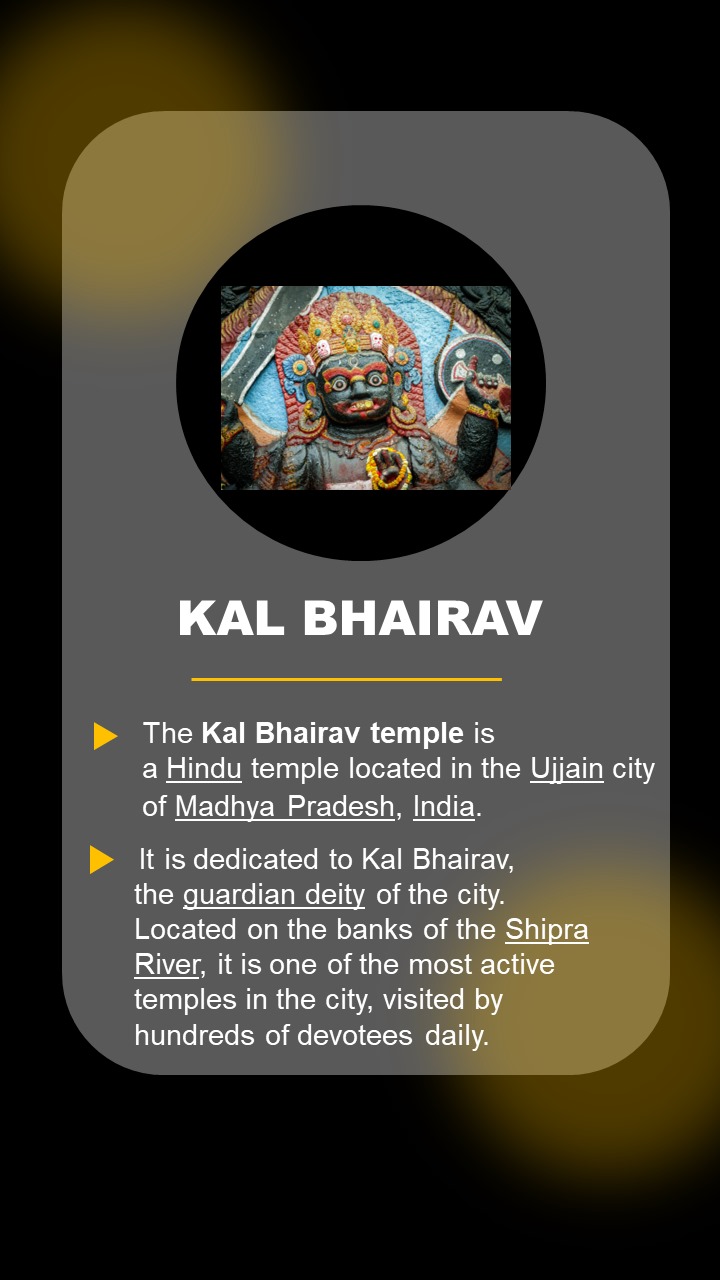 KAL BHAIRAV
The Kal Bhairav temple is
a Hindu temple located in the Ujjain city
of Madhya Pradesh, India.
It is dedicated to Kal Bhairav,
the guardian deity of the city.
Located on the banks of the Shipra
River, it is one of the most active
temples in the city, visited by
hundreds of devotees daily.